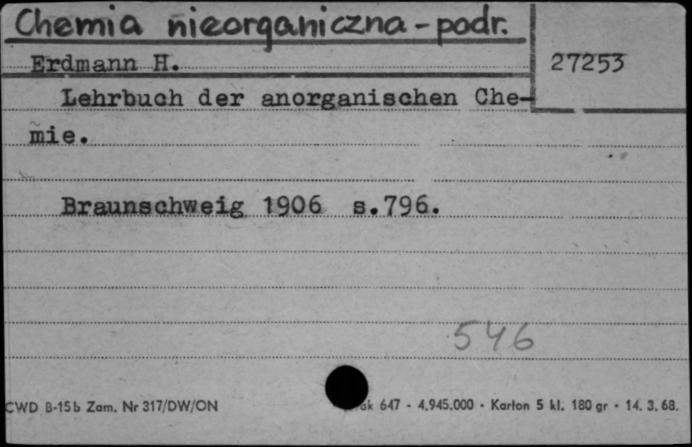 Chemia nieorganiczna - podr.
Erdmann H.
27253
Lehrbuch der anorganischen Che-
mie.
Braunschweig 1906 s.796.
546
CWD B-15b Zam. Nr 317/DW/ON
647 - 4.945.000 - Karton 5 kl. 180 gr - 14. 3. 68.